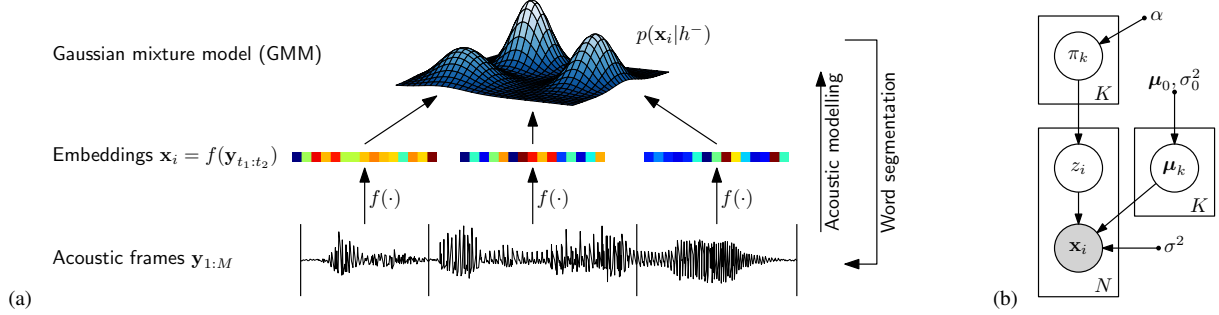 Gaussian mixture model (GMM)
p(𝐱ᵢ|h⁻)
Embeddings 𝐱ᵢ = f(𝐲ₜ₁:ₜ₂)
f(·)
f(·)
f(·)
Acoustic frames 𝐲₁:M
Acoustic modelling
Word segmentation
(a)
α
πₖ
K
𝛍₀, σ₀²
zᵢ
𝛍ₖ
K
𝐱ᵢ
σ²
N
(b)